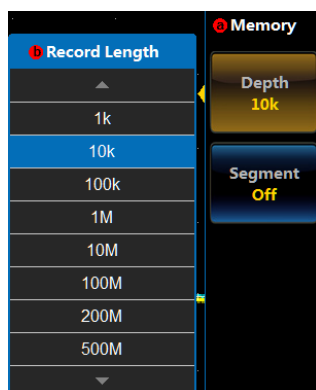 a Memory
b Record Length
Depth
10k
1k
10k
100k
Segment
Off
1M
10M
100M
200M
500M